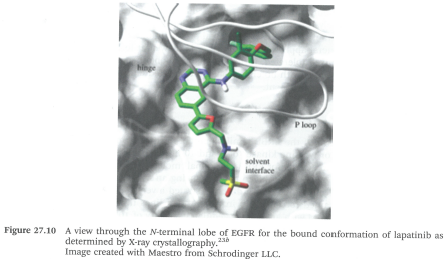 hinge
P loop
solvent
interface
Figure 27.10 A view through the N-terminal lobe of EGFR for the bound conformation of lapatinib as
determined by X-ray crystallography.23b
Image created with Maestro from Schrodinger LLC.